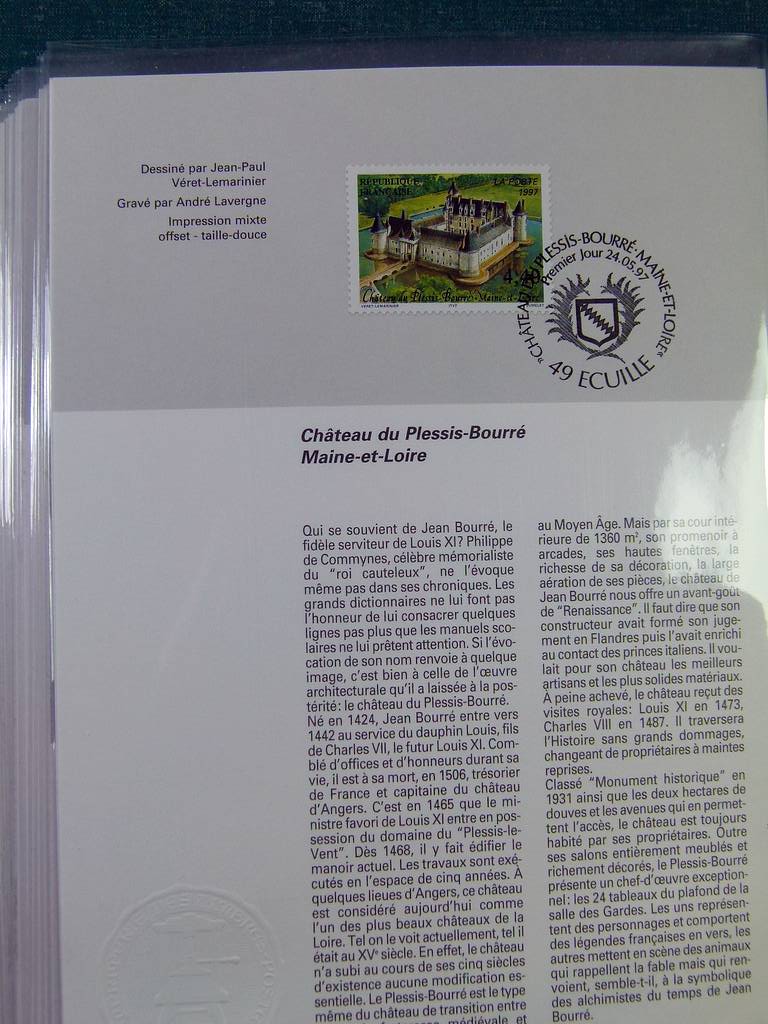 Dessiné par Jean-Paul
Véret-Lemarinier
Gravé par André Lavergne
Impression mixte
offset - taille-douce
REPUBLIQUE
FRANÇAISE
LA POSTE
1997
Château du Plessis-Bourré-Maine-et-Loire
VERET-LEMARINIER
ITVF
"CHÂTEAU DU PLESSIS-BOURRÉ-MAINE-ET-LOIRE"
Premier Jour 24.05.97
49 ECUILLE
Château du Plessis-Bourré
Maine-et-Loire
Qui se souvient de Jean Bourré, le
fidèle serviteur de Louis XI? Philippe
de Commynes, célèbre mémorialiste
du "roi cauteleux", ne l'évoque
même pas dans ses chroniques. Les
grands dictionnaires ne lui font pas
l'honneur de lui consacrer quelques
lignes pas plus que les manuels sco-
laires ne lui prêtent attention. Si l'évo-
cation de son nom renvoie à quelque
image, c'est bien à celle de l'œuvre
architecturale qu'il a laissée à la pos-
térité: le château du Plessis-Bourré.
Né en 1424, Jean Bourré entre vers
1442 au service du dauphin Louis, fils
de Charles VII, le futur Louis XI. Com-
blé d'offices et d'honneurs durant sa
vie, il est à sa mort, en 1506, trésorier
de France et capitaine du château
d'Angers. C'est en 1465 que le mi-
nistre favori de Louis XI entre en pos-
session du domaine du "Plessis-le-
Vent". Dès 1468, il y fait édifier le
manoir actuel. Les travaux sont exé-
cutés en l'espace de cinq années. À
quelques lieues d'Angers, ce château
est considéré aujourd'hui comme
l'un des plus beaux châteaux de la
Loire. Tel on le voit actuellement, tel il
était au XVe siècle. En effet, le château
n'a subi au cours de ses cinq siècles
d'existence aucune modification es-
sentielle. Le Plessis-Bourré est le type
même du château de transition entre
médiévale et
au Moyen Âge. Mais par sa cour inté-
rieure de 1360 m², son promenoir à
arcades, ses hautes fenêtres, la
richesse de sa décoration, la large
aération de ses pièces, le château de
Jean Bourré nous offre un avant-goût
de "Renaissance". Il faut dire que son
constructeur avait formé son juge-
ment en Flandres puis l'avait enrichi
au contact des princes italiens. Il vou-
lait pour son château les meilleurs
artisans et les plus solides matériaux.
À peine achevé, le château reçut des
visites royales: Louis XI en 1473,
Charles VIII en 1487. Il traversera
l'Histoire sans grands dommages,
changeant de propriétaires à maintes
reprises.
Classé "Monument historique" en
1931 ainsi que les deux hectares de
douves et les avenues qui en permet-
tent l'accès, le château est toujours
habité par ses propriétaires. Outre
ses salons entièrement meublés et
richement décorés, le Plessis-Bourré
présente un chef-d'œuvre exception-
nel: les 24 tableaux du plafond de la
salle des Gardes. Les uns représen-
tent des personnages et comportent
des légendes françaises en vers, les
autres mettent en scène des animaux
qui rappellent la fable mais qui ren-
voient, semble-t-il, à la symbolique
des alchimistes du temps de Jean
Bourré.